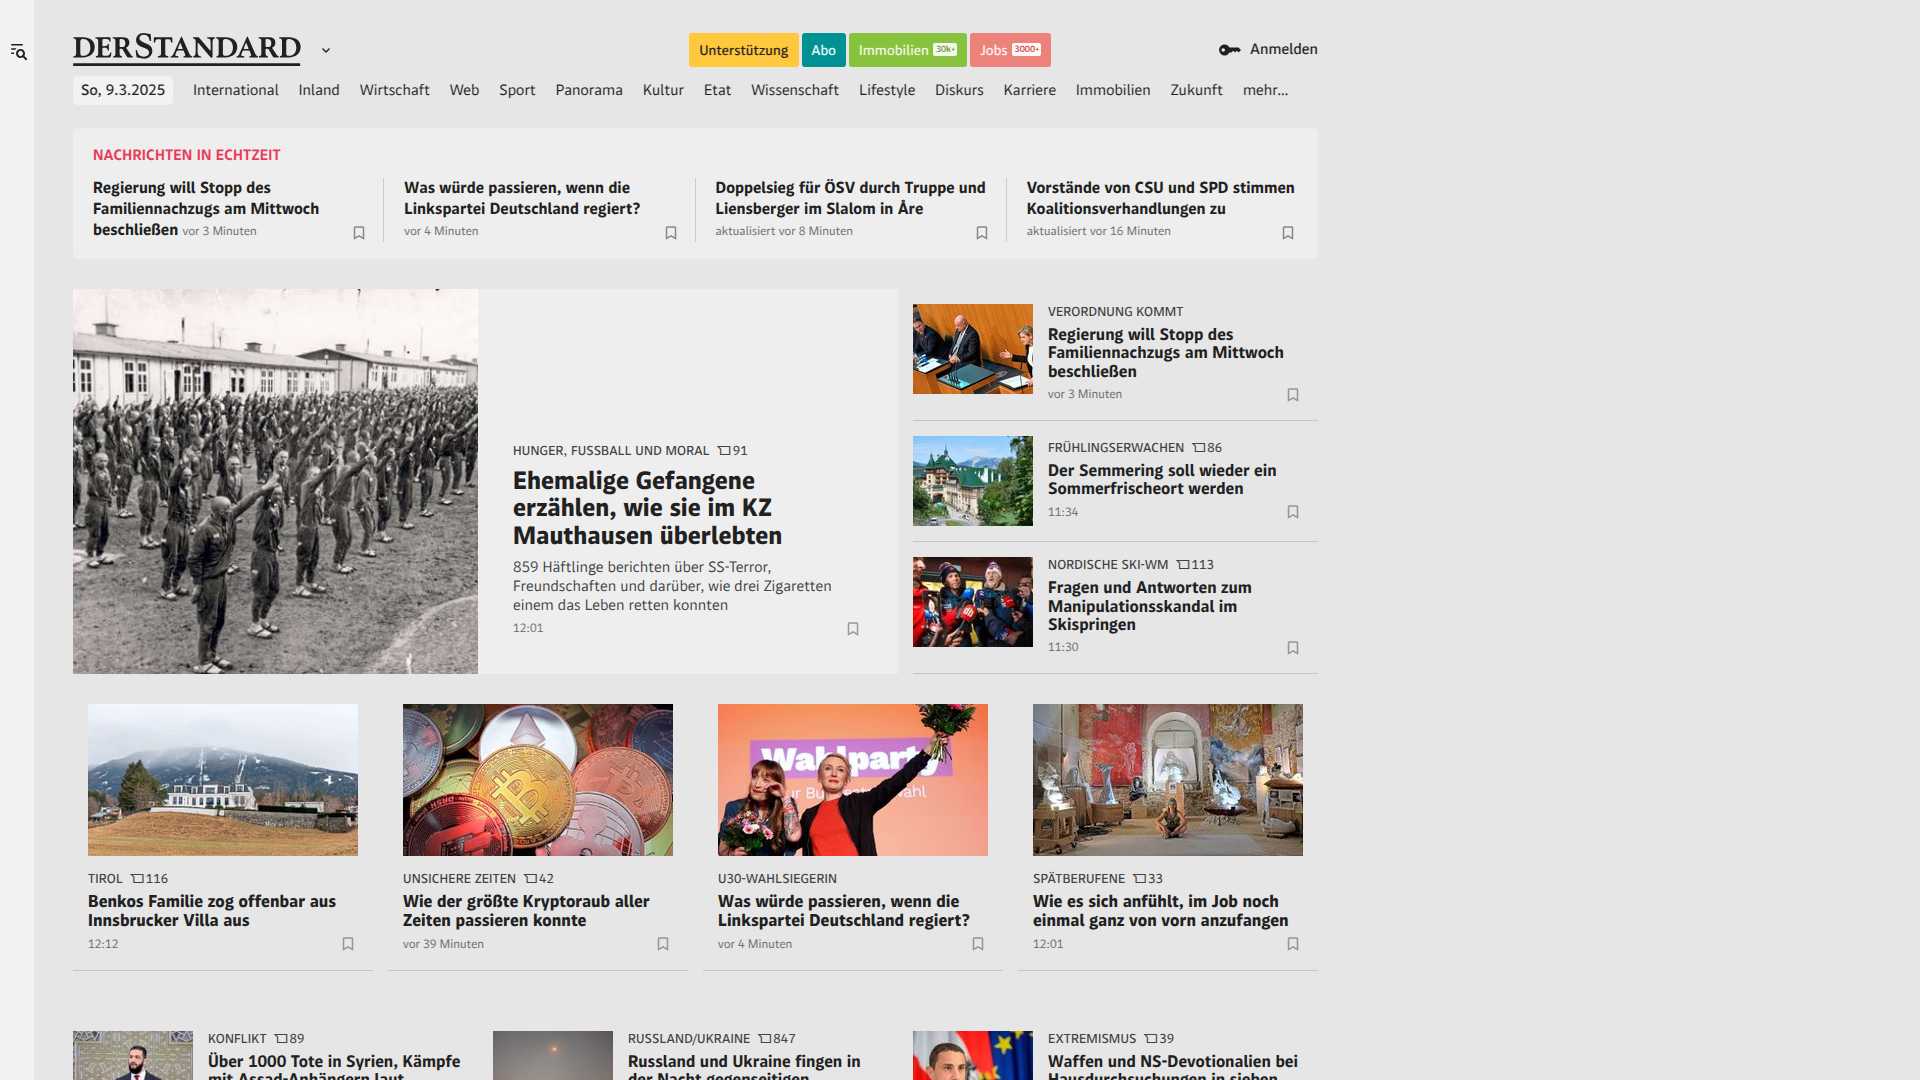 DERSTANDARD
Unterstützung Abo Immobilien 30k+ Jobs 3000+
Anmelden
So, 9.3.2025 International Inland Wirtschaft Web Sport Panorama Kultur Etat Wissenschaft Lifestyle Diskurs Karriere Immobilien Zukunft mehr...
NACHRICHTEN IN ECHTZEIT
Regierung will Stopp des
Familiennachzugs am Mittwoch
beschließen vor 3 Minuten
Was würde passieren, wenn die
Linkspartei Deutschland regiert?
vor 4 Minuten
Doppelsieg für ÖSV durch Truppe und
Liensberger im Slalom in Åre
aktualisiert vor 8 Minuten
Vorstände von CSU und SPD stimmen
Koalitionsverhandlungen zu
aktualisiert vor 16 Minuten
HUNGER, FUSSBALL UND MORAL 91
Ehemalige Gefangene
erzählen, wie sie im KZ
Mauthausen überlebten
859 Häftlinge berichten über SS-Terror,
Freundschaften und darüber, wie drei Zigaretten
einem das Leben retten konnten
12:01
VERORDNUNG KOMMT
Regierung will Stopp des
Familiennachzugs am Mittwoch
beschließen
vor 3 Minuten
FRÜHLINGSERWACHEN 86
Der Semmering soll wieder ein
Sommerfrischeort werden
11:34
NORDISCHE SKI-WM 113
Fragen und Antworten zum
Manipulationsskandal im
Skispringen
11:30
TIROL 116
Benkos Familie zog offenbar aus
Innsbrucker Villa aus
12:12
UNSICHERE ZEITEN 42
Wie der größte Kryptoraub aller
Zeiten passieren konnte
vor 39 Minuten
Wahlparty
U30-WAHLSIEGERIN
Was würde passieren, wenn die
Linkspartei Deutschland regiert?
vor 4 Minuten
SPÄTBERUFENE 33
Wie es sich anfühlt, im Job noch
einmal ganz von vorn anzufangen
12:01
KONFLIKT 89
Über 1000 Tote in Syrien, Kämpfe
mit Assad-Anhängern laut
RUSSLAND/UKRAINE 847
Russland und Ukraine fingen in
der Nacht gegenseitigen
EXTREMISMUS 39
Waffen und NS-Devotionalien bei
Hausdurchsuchungen in sieben